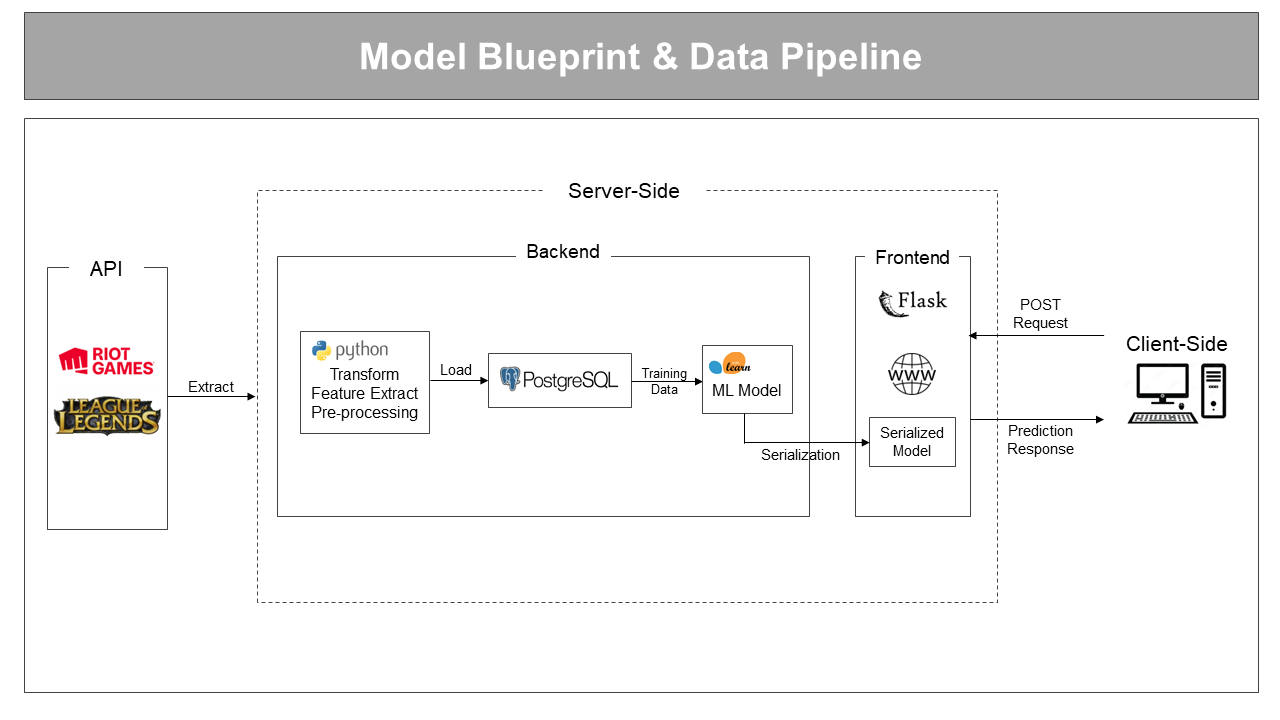 Model Blueprint & Data Pipeline
Server-Side
API
RIOT
GAMES
LEAGUE
OF
LEGENDS
Extract
Backend
python
Transform
Feature Extract
Pre-processing
Load
PostgreSQL
Training
Data
learn
ML Model
Serialization
Frontend
Flask
WWW
Serialized
Model
POST
Request
Client-Side
Prediction
Response